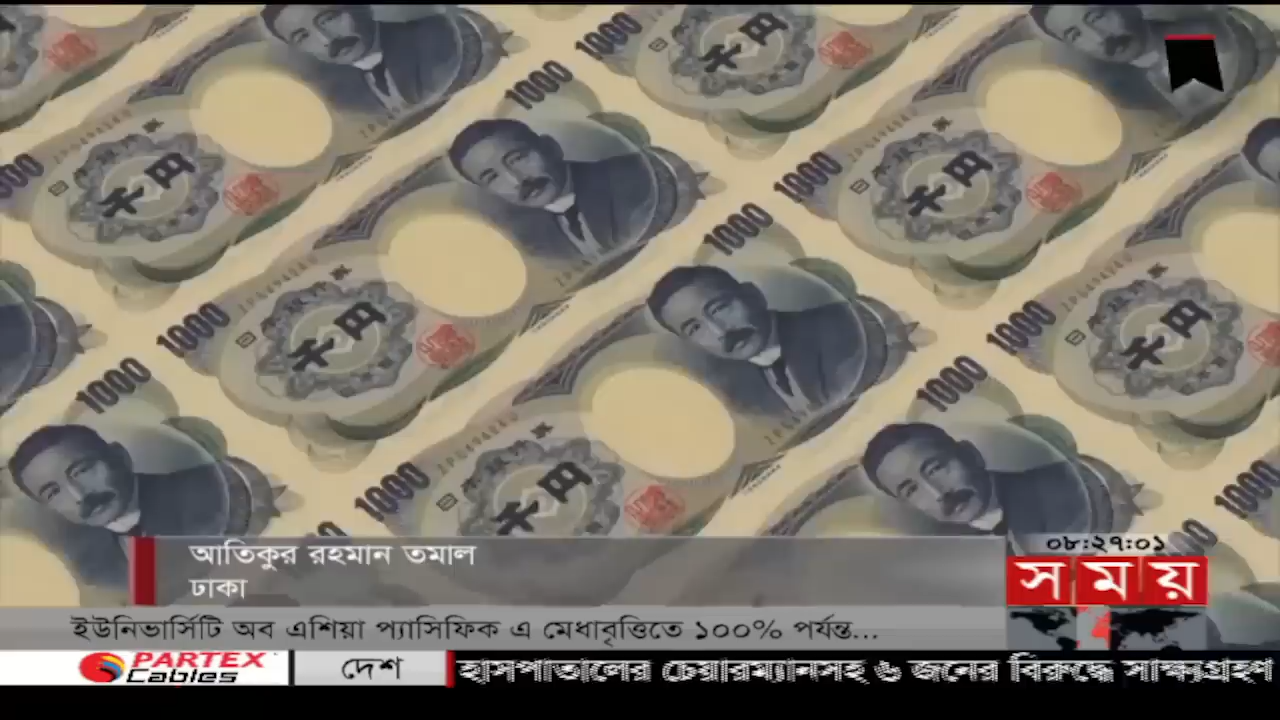 1000
千円
আতিকুর রহমান তমাল
ঢাকা
০৮:২৭:০১
সময়
ইউনিভার্সিটি অব এশিয়া প্যাসিফিক এ মেধাবৃত্তিতে ১০০% পর্যন্ত...
PARTEX
Cables
দেশ
হাসপাতালের চেয়ারম্যানসহ ৬ জনের বিরুদ্ধে সাক্ষ্যগ্রহণ